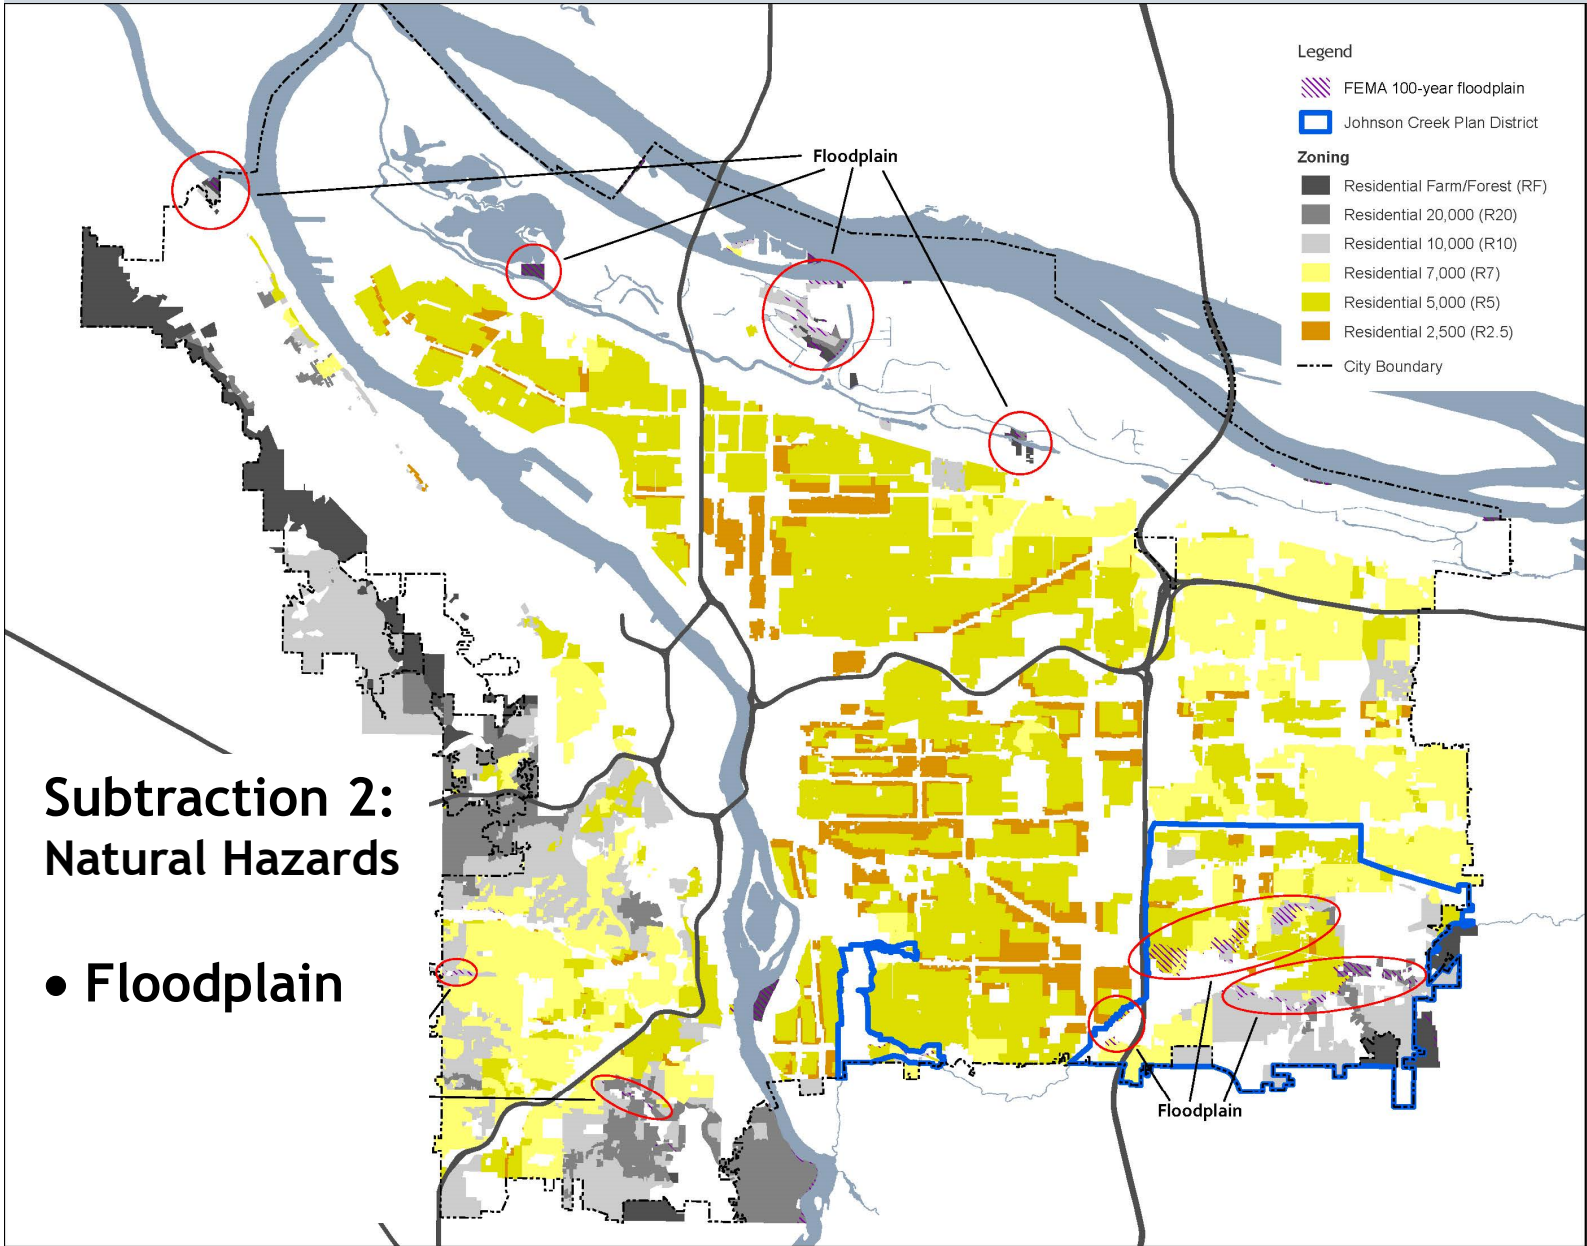 Legend
FEMA 100-year floodplain
Johnson Creek Plan District
Zoning
Residential Farm/Forest (RF)
Residential 20,000 (R20)
Residential 10,000 (R10)
Residential 7,000 (R7)
Residential 5,000 (R5)
Residential 2,500 (R2.5)
City Boundary
Floodplain
Subtraction 2:
Natural Hazards
• Floodplain
Floodplain